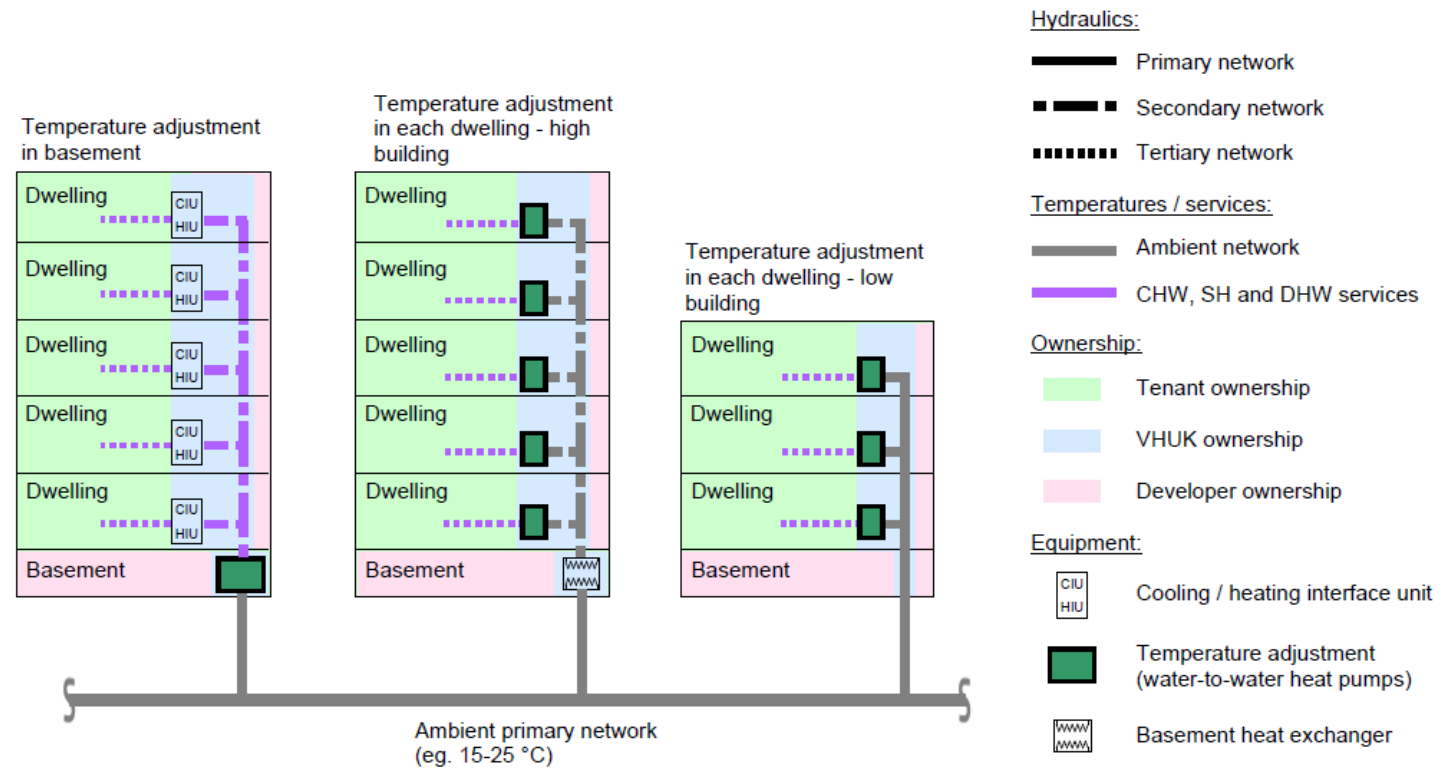 Temperature adjustment
in basement
Dwelling
CIU
HIU
Dwelling
CIU
HIU
Dwelling
CIU
HIU
Dwelling
CIU
HIU
Dwelling
CIU
HIU
Basement
Temperature adjustment
in each dwelling - high
building
Dwelling
Dwelling
Dwelling
Dwelling
Dwelling
Basement
Temperature adjustment
in each dwelling - low
building
Dwelling
Dwelling
Dwelling
Basement
Ambient primary network
(eg. 15-25 °C)
Hydraulics:
Primary network
Secondary network
Tertiary network
Temperatures / services:
Ambient network
CHW, SH and DHW services
Ownership:
Tenant ownership
VHUK ownership
Developer ownership
Equipment:
CIU
HIU
Cooling / heating interface unit
Temperature adjustment
(water-to-water heat pumps)
Basement heat exchanger